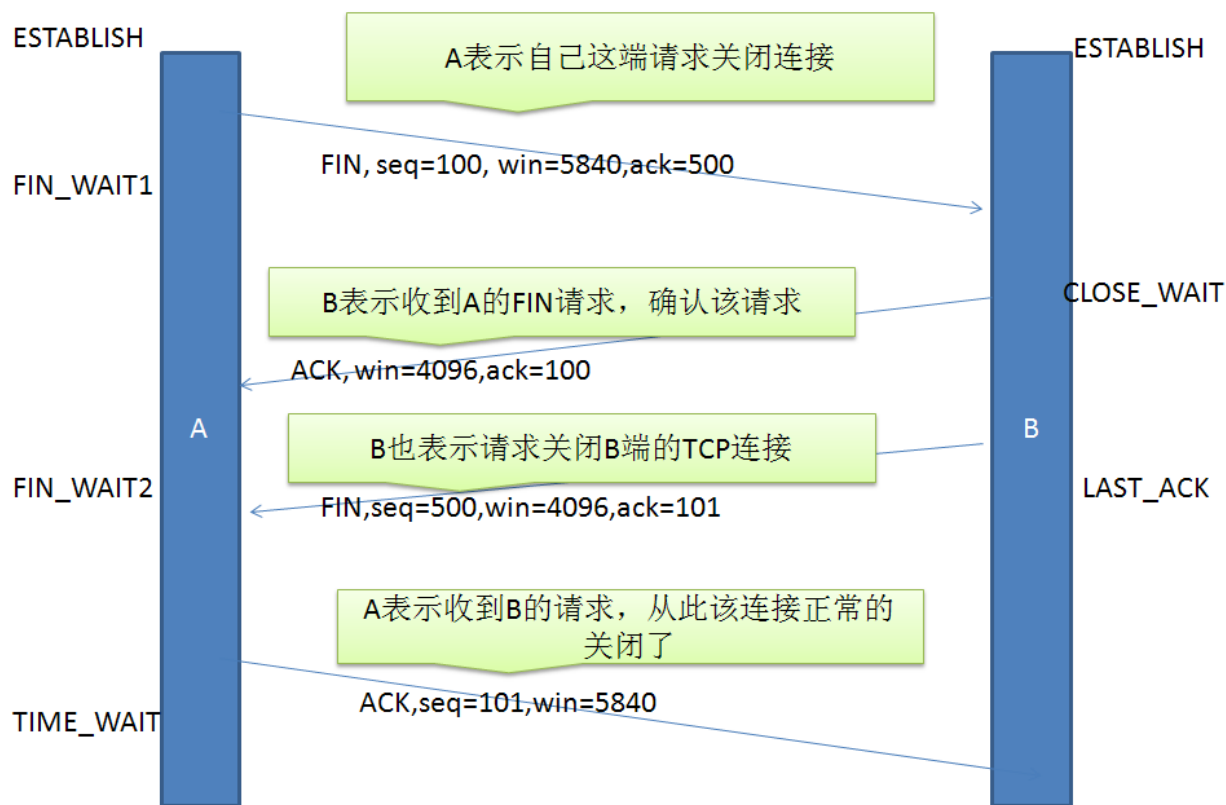 ESTABLISH
ESTABLISH
A表示自己这端请求关闭连接
FIN, seq=100, win=5840,ack=500
FIN_WAIT1
B表示收到A的FIN请求，确认该请求
CLOSE_WAIT
ACK,win=4096,ack=100
A
B
B也表示请求关闭B端的TCP连接
FIN_WAIT2
LAST_ACK
FIN,seq=500,win=4096,ack=101
A表示收到B的请求，从此该连接正常的
关闭了
ACK,seq=101,win=5840
TIME_WAIT